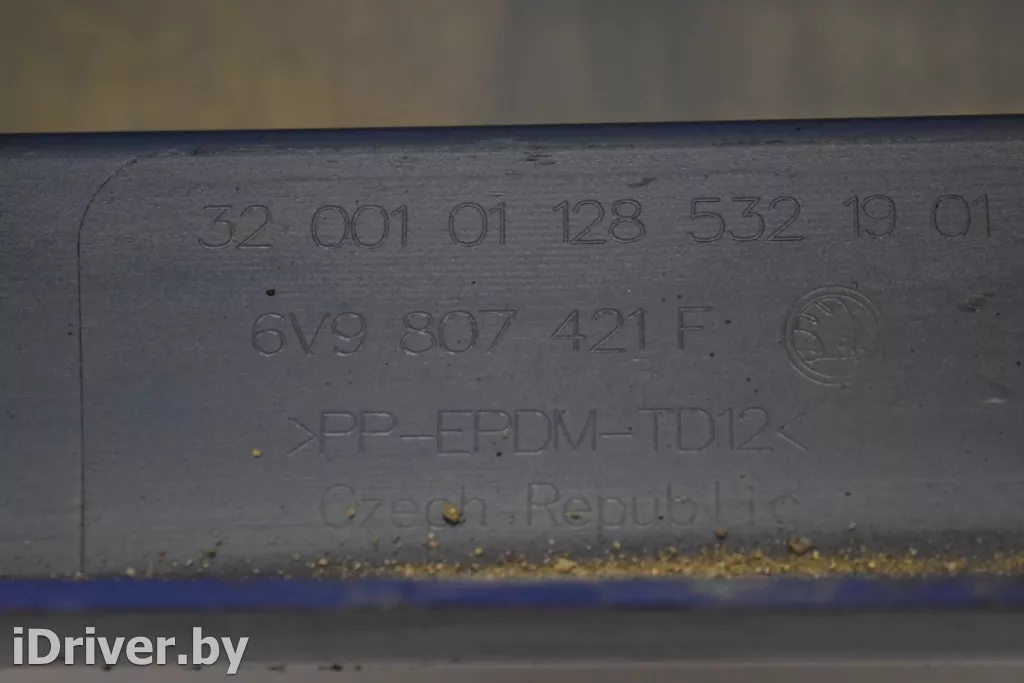 32 001 01 128 532 19 01
6V9 807 421 F
>PP-EPDM-TD12<
Czech Republic
iDriver.by